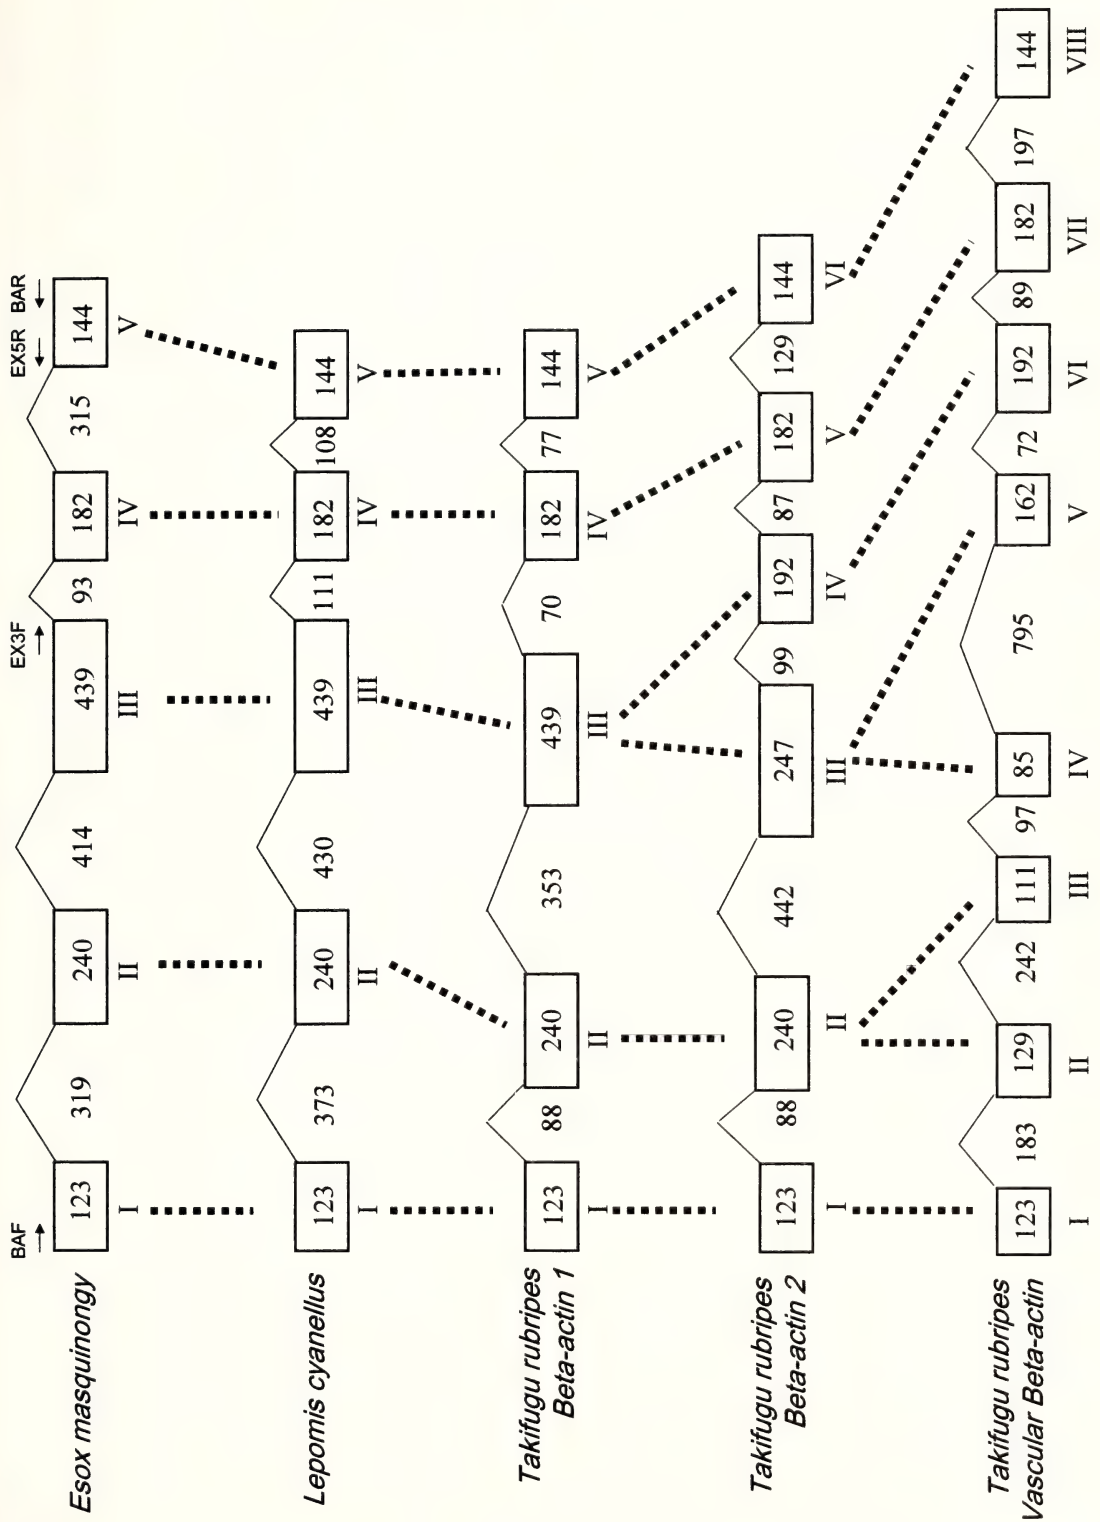 BAF
EX3F
EX5R
BAR
Esox masquinongy
123
319
240
414
439
93
182
315
144
I
II
III
IV
V
Lepomis cyanellus
123
373
240
430
439
111
182
108
144
I
II
III
IV
V
Takifugu rubripes
Beta-actin 1
123
88
240
353
439
70
182
77
144
I
II
III
IV
V
Takifugu rubripes
Beta-actin 2
123
88
240
442
247
99
192
87
182
129
144
I
II
III
IV
V
VI
Takifugu rubripes
Vascular Beta-actin
123
183
129
242
111
97
85
795
162
72
192
89
182
197
144
I
II
III
IV
V
VI
VII
VIII